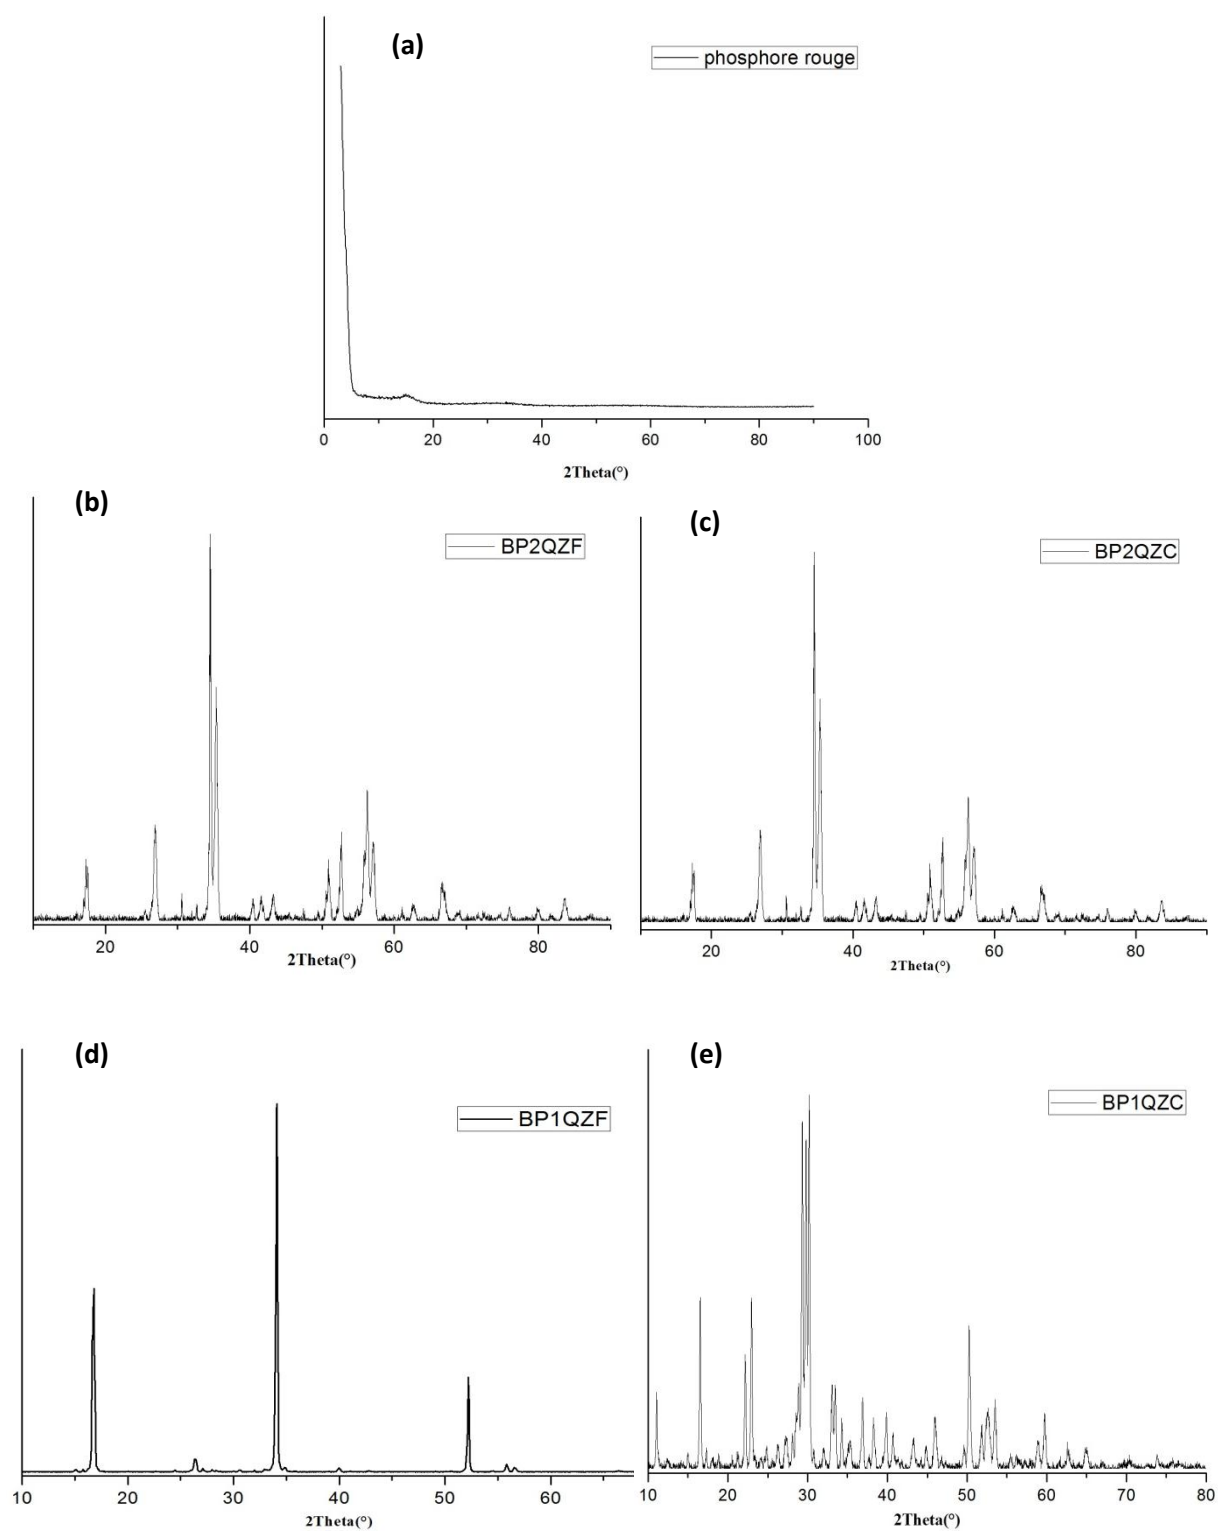 (a)
phosphore rouge
0 20 40 60 80 100
2Theta(°)
(b)
BP2QZF
20 40 60 80
2Theta(°)
(c)
BP2QZC
20 40 60 80
2Theta(°)
(d)
BP1QZF
10 20 30 40 50 60
2Theta(°)
(e)
BP1QZC
10 20 30 40 50 60 70 80
2Theta(°)